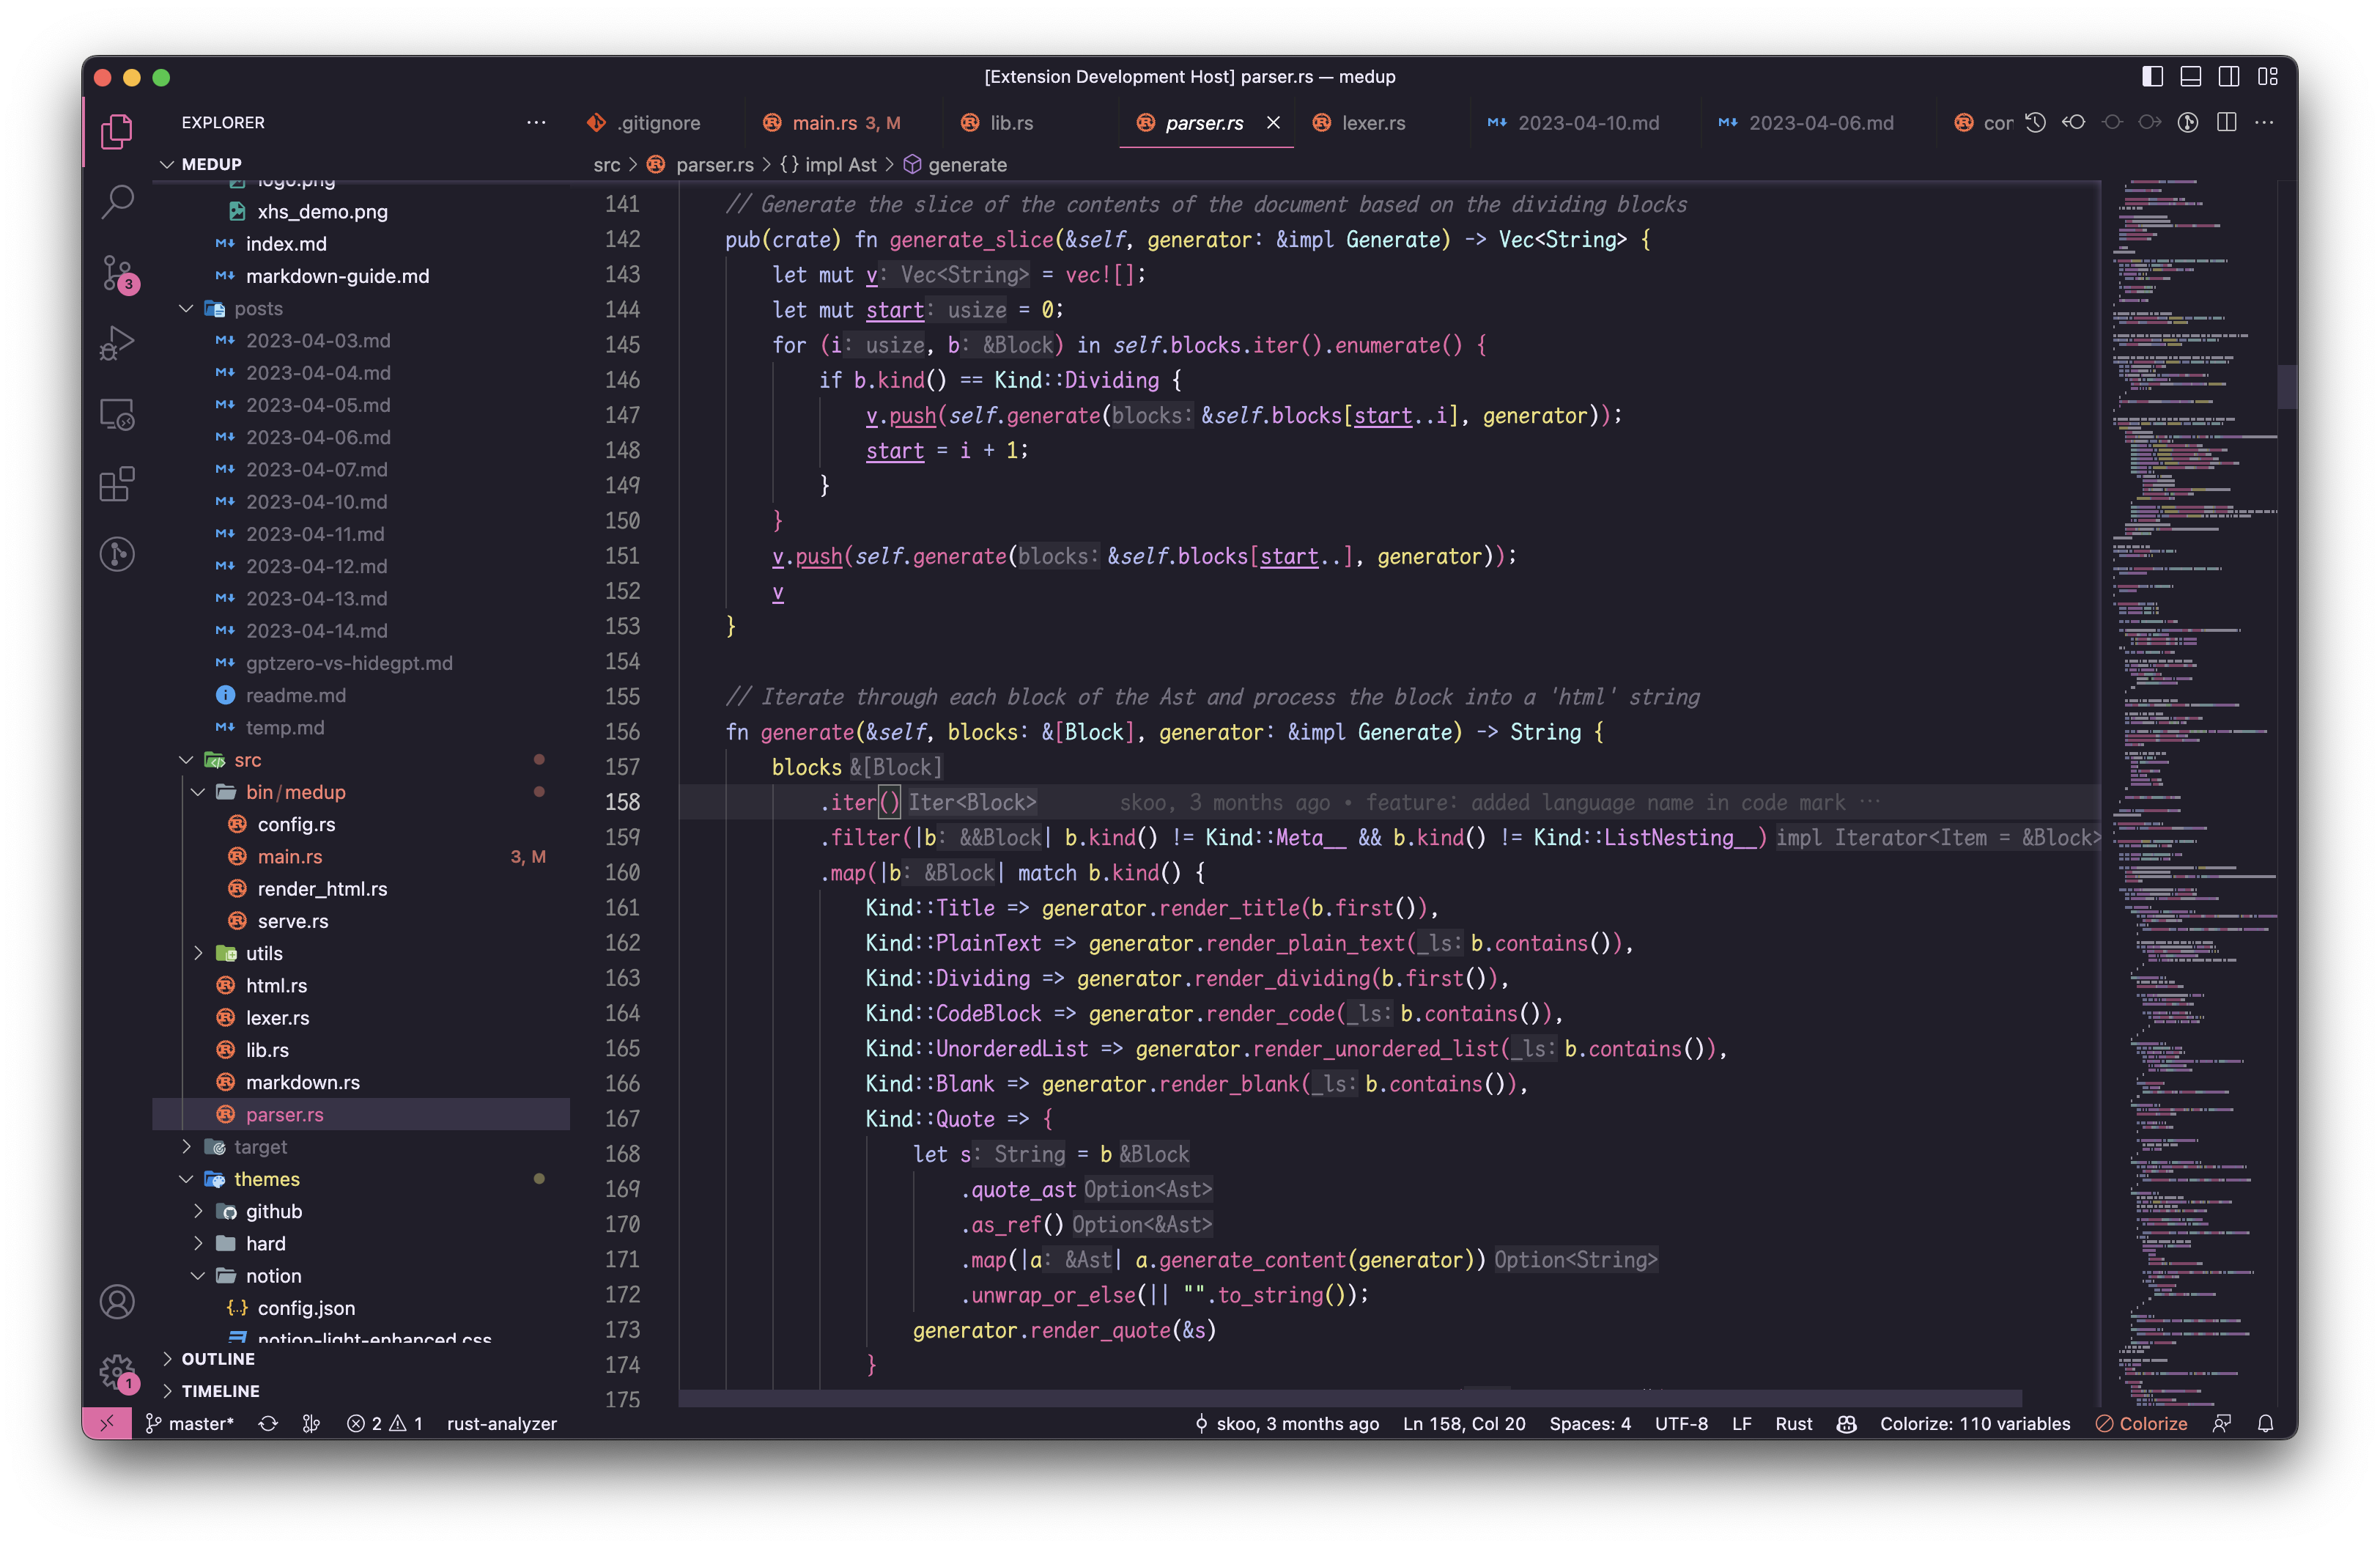 [Extension Development Host] parser.rs — medup
EXPLORER
.gitignore
main.rs 3, M
lib.rs
parser.rs
lexer.rs
2023-04-10.md
2023-04-06.md
cor
MEDUP
src > parser.rs > {} impl Ast > generate
logo.png
xhs_demo.png
index.md
markdown-guide.md
posts
2023-04-03.md
2023-04-04.md
2023-04-05.md
2023-04-06.md
2023-04-07.md
2023-04-10.md
2023-04-11.md
2023-04-12.md
2023-04-13.md
2023-04-14.md
gptzero-vs-hidegpt.md
readme.md
temp.md
src
bin/medup
config.rs
main.rs 3, M
render_html.rs
serve.rs
utils
html.rs
lexer.rs
lib.rs
markdown.rs
parser.rs
target
themes
github
hard
notion
config.json
notion-light-enhanced.css
OUTLINE
TIMELINE
3
1
141 // Generate the slice of the contents of the document based on the dividing blocks
142 pub(crate) fn generate_slice(&self, generator: &impl Generate) -> Vec<String> {
143 let mut v: Vec<String> = vec![];
144 let mut start: usize = 0;
145 for (i: usize, b: &Block) in self.blocks.iter().enumerate() {
146 if b.kind() == Kind::Dividing {
147 v.push(self.generate(blocks: &self.blocks[start..i], generator));
148 start = i + 1;
149 }
150 }
151 v.push(self.generate(blocks: &self.blocks[start..], generator));
152 v
153 }
154
155 // Iterate through each block of the Ast and process the block into a 'html' string
156 fn generate(&self, blocks: &[Block], generator: &impl Generate) -> String {
157 blocks &[Block]
158 .iter() Iter<Block> skoo, 3 months ago • feature: added language name in code mark ···
159 .filter(|b: &&Block| b.kind() != Kind::Meta__ && b.kind() != Kind::ListNesting__) impl Iterator<Item = &Block>
160 .map(|b: &Block| match b.kind() {
161 Kind::Title => generator.render_title(b.first()),
162 Kind::PlainText => generator.render_plain_text(_ls: b.contains()),
163 Kind::Dividing => generator.render_dividing(b.first()),
164 Kind::CodeBlock => generator.render_code(_ls: b.contains()),
165 Kind::UnorderedList => generator.render_unordered_list(_ls: b.contains()),
166 Kind::Blank => generator.render_blank(_ls: b.contains()),
167 Kind::Quote => {
168 let s: String = b &Block
169 .quote_ast Option<Ast>
170 .as_ref() Option<&Ast>
171 .map(|a: &Ast| a.generate_content(generator)) Option<String>
172 .unwrap_or_else(|| "".to_string());
173 generator.render_quote(&s)
174 }
175
master* 2 1 rust-analyzer skoo, 3 months ago Ln 158, Col 20 Spaces: 4 UTF-8 LF Rust Colorize: 110 variables Colorize